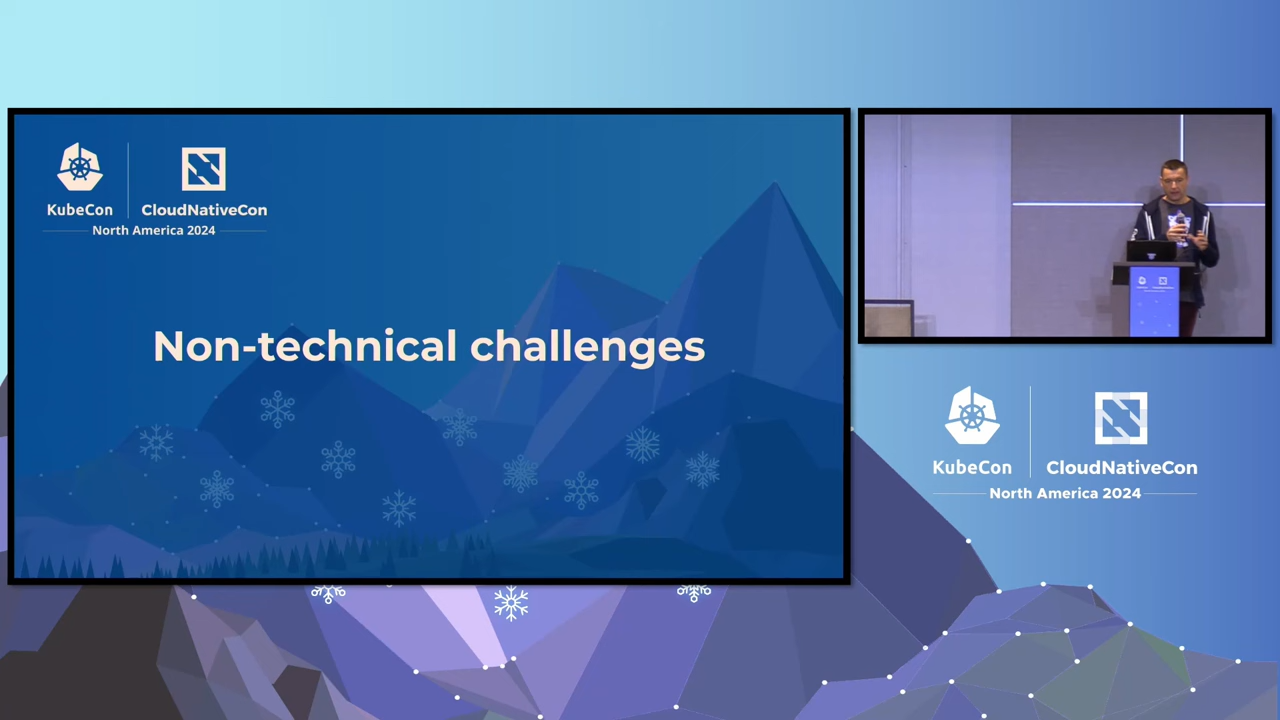 KubeCon
CloudNativeCon
North America 2024
Non-technical challenges
KubeCon
CloudNativeCon
North America 2024